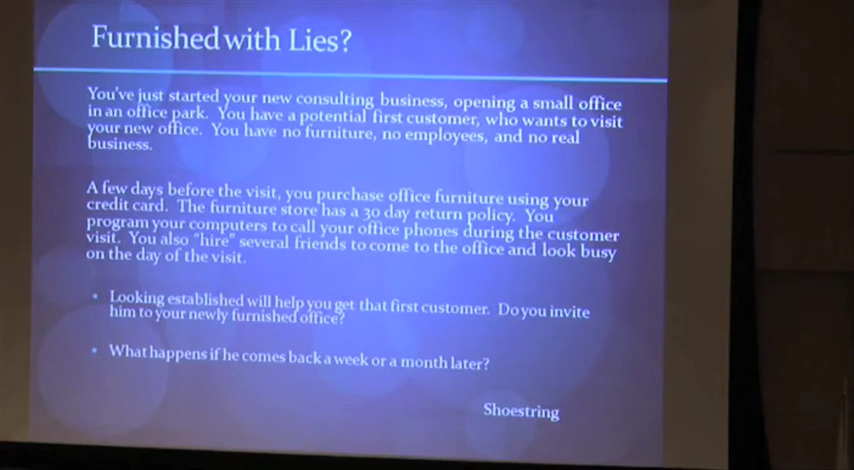 Furnished with Lies?
You've just started your new consulting business, opening a small office
in an office park. You have a potential first customer, who wants to visit
your new office. You have no furniture, no employees, and no real
business.
A few days before the visit, you purchase office furniture using your
credit card. The furniture store has a 30 day return policy. You
program your computers to call your office phones during the customer
visit. You also "hire" several friends to come to the office and look busy
on the day of the visit.
• Looking established will help you get that first customer. Do you invite
him to your newly furnished office?
• What happens if he comes back a week or a month later?
Shoestring